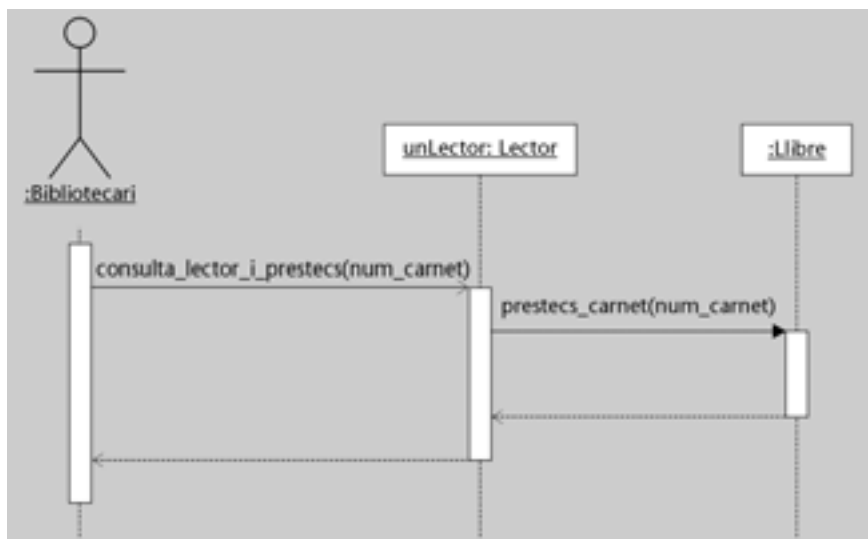 unLector: Lector
:Llibre
:Bibliotecari
consulta_lector_i_prestecs(num_carnet)
prestecs_carnet(num_carnet)